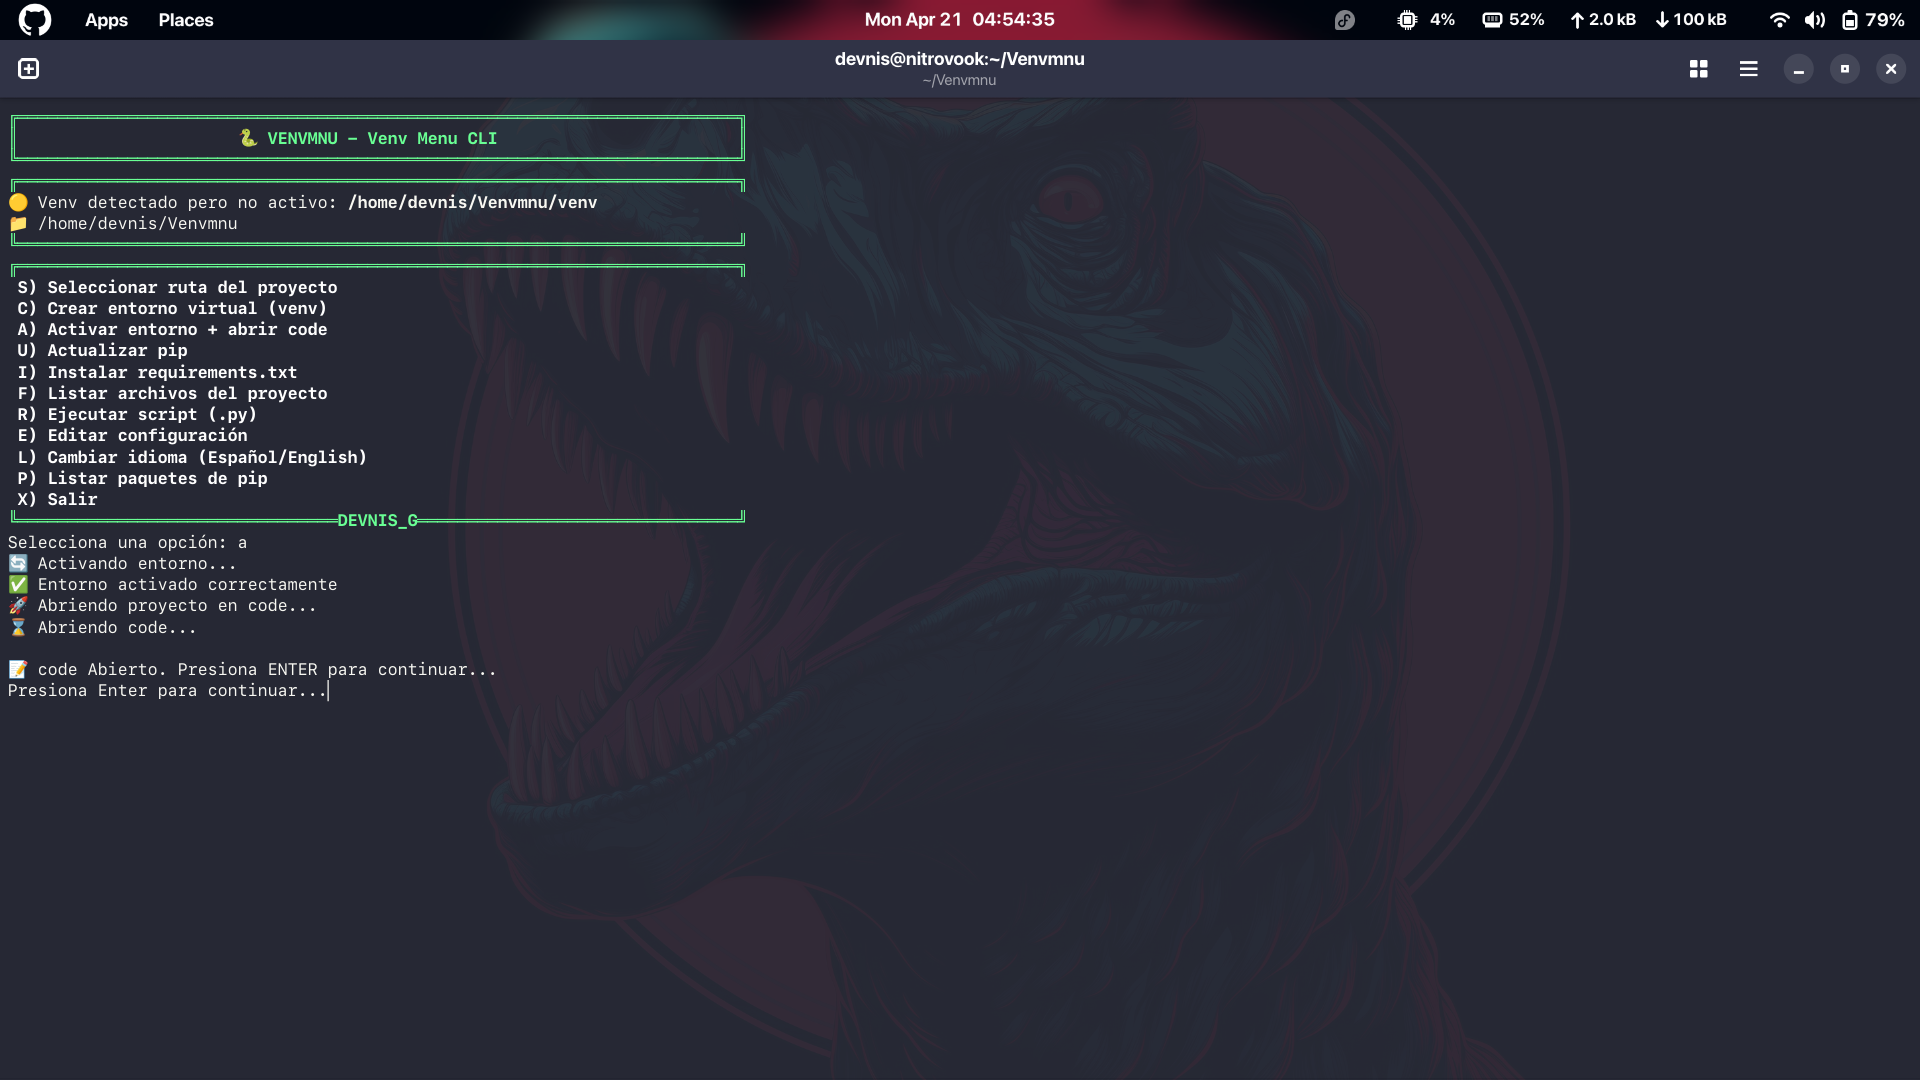 Apps Places Mon Apr 21 04:54:35 4% 52% 2.0 kB 100 kB 79%
devnis@nitrovook:~/Venvmnu
~/Venvmnu
VENVMNU – Venv Menu CLI
Venv detectado pero no activo: /home/devnis/Venvmnu/venv
/home/devnis/Venvmnu
S) Seleccionar ruta del proyecto
C) Crear entorno virtual (venv)
A) Activar entorno + abrir code
U) Actualizar pip
I) Instalar requirements.txt
F) Listar archivos del proyecto
R) Ejecutar script (.py)
E) Editar configuración
L) Cambiar idioma (Español/English)
P) Listar paquetes de pip
X) Salir
DEVNIS_G
Selecciona una opción: a
Activando entorno...
Entorno activado correctamente
Abriendo proyecto en code...
Abriendo code...
code Abierto. Presiona ENTER para continuar...
Presiona Enter para continuar...